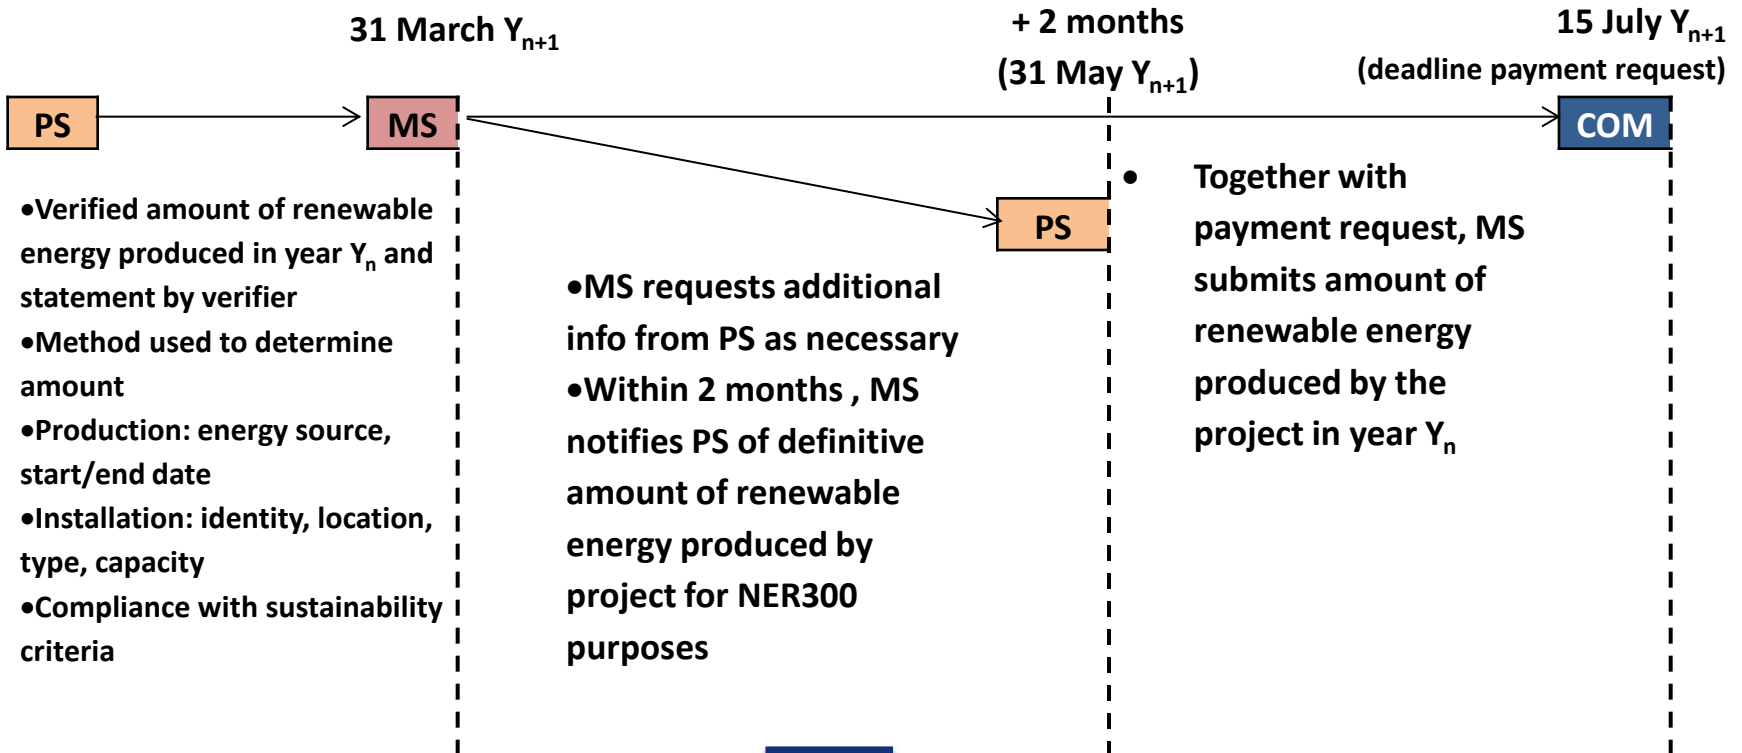 31 March Yn+1
+ 2 months
(31 May Yn+1)
15 July Yn+1
(deadline payment request)
PS
MS
COM
PS
•Verified amount of renewable
energy produced in year Yn and
statement by verifier
•Method used to determine
amount
•Production: energy source,
start/end date
•Installation: identity, location,
type, capacity
•Compliance with sustainability
criteria
•MS requests additional
info from PS as necessary
•Within 2 months , MS
notifies PS of definitive
amount of renewable
energy produced by
project for NER300
purposes
• Together with
payment request, MS
submits amount of
renewable energy
produced by the
project in year Yn